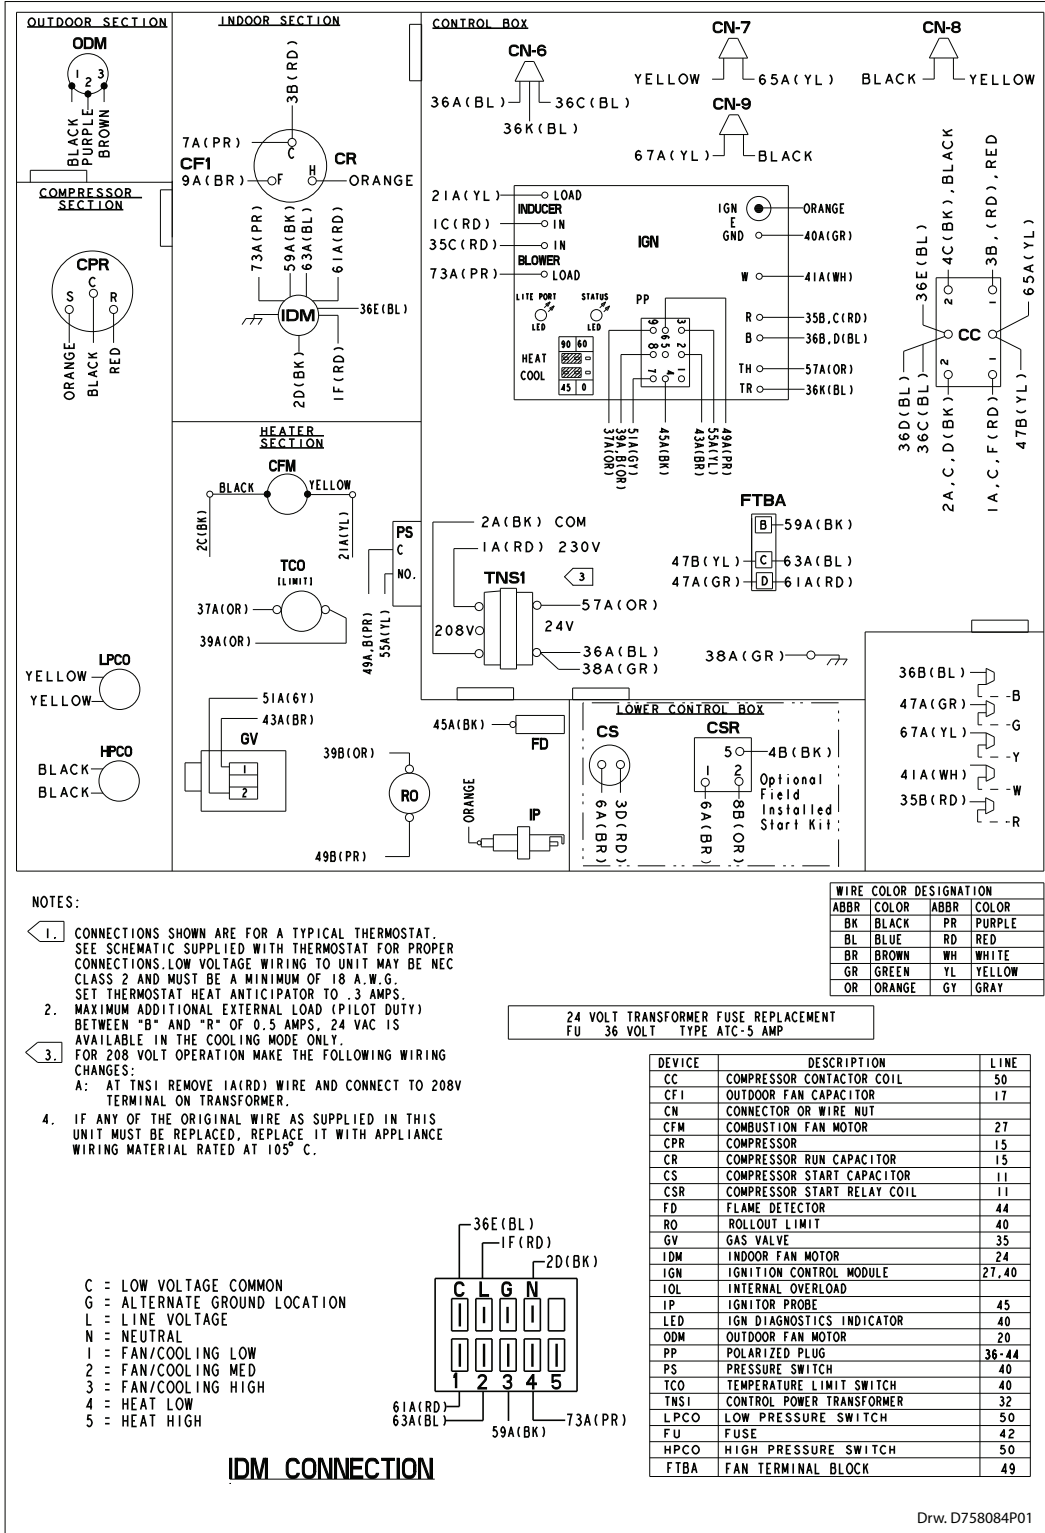 OUTDOOR SECTION
ODM
1 2 3
BLACK
PURPLE
BROWN
COMPRESSOR
SECTION
CPR
C
S R
ORANGE
BLACK
RED
LPCO
YELLOW
YELLOW
HPCO
BLACK
BLACK
INDOOR SECTION
3B(RD)
7A(PR)
C
CF1
CR
9A(BR)
F H
ORANGE
73A(PR)
59A(BK)
63A(BL)
61A(RD)
IDM
36E(BL)
2D(BK)
1F(RD)
HEATER
SECTION
CFM
BLACK
YELLOW
2C(BK)
21A(YL)
TCO
[LIMIT]
37A(OR)
39A(OR)
PS
C
NO.
49A,B(PR)
55A(YL)
51A(GY)
43A(BR)
GV
1
2
39B(OR)
RO
49B(PR)
45A(BK)
FD
ORANGE
IP
CONTROL BOX
CN-6
36A(BL)
36C(BL)
36K(BL)
CN-7
YELLOW
65A(YL)
CN-8
BLACK
YELLOW
CN-9
67A(YL)
BLACK
21A(YL)
LOAD
INDUCER
1C(RD)
IN
35C(RD)
IN
BLOWER
73A(PR)
LOAD
IGN
IGN
E
GND
ORANGE
40A(GR)
W
41A(WH)
R
35B,C(RD)
B
36B,D(BL)
TH
57A(OR)
TR
36K(BL)
LITE PORT
LED
STATUS
LED
PP
9 6 3
8 5 2
7 4 1
90 60
HEAT
COOL
45 0
37A(OR)
39A,B(OR)
51A(GY)
45A(BK)
43A(BR)
55A(YL)
49A(PR)
36E(BL)
4C(BK),BLACK
3B,(RD),RED
65A(YL)
2 1
CC
2 1
36D(BL)
36C(BL)
2A,C,D(BK)
1A,C,F(RD)
47B(YL)
FTBA
B
59A(BK)
47B(YL)
C
63A(BL)
47A(GR)
D
61A(RD)
2A(BK) COM
1A(RD) 230V
TNS1
3
57A(OR)
208V
24V
36A(BL)
38A(GR)
38A(GR)
LOWER CONTROL BOX
CS
6A(BR)
3D(RD)
CSR
5
4B(BK)
1 2
6A(BR)
8B(OR)
Optional
Field
Installed
Start Kit
36B(BL)
B
47A(GR)
G
67A(YL)
Y
41A(WH)
W
35B(RD)
R
NOTES:
1. CONNECTIONS SHOWN ARE FOR A TYPICAL THERMOSTAT.
SEE SCHEMATIC SUPPLIED WITH THERMOSTAT FOR PROPER
CONNECTIONS.LOW VOLTAGE WIRING TO UNIT MAY BE NEC
CLASS 2 AND MUST BE A MINIMUM OF 18 A.W.G.
SET THERMOSTAT HEAT ANTICIPATOR TO .3 AMPS.
2. MAXIMUM ADDITIONAL EXTERNAL LOAD (PILOT DUTY)
BETWEEN "B" AND "R" OF 0.5 AMPS, 24 VAC IS
AVAILABLE IN THE COOLING MODE ONLY.
3. FOR 208 VOLT OPERATION MAKE THE FOLLOWING WIRING
CHANGES:
A: AT TNS1 REMOVE 1A(RD) WIRE AND CONNECT TO 208V
TERMINAL ON TRANSFORMER.
4. IF ANY OF THE ORIGINAL WIRE AS SUPPLIED IN THIS
UNIT MUST BE REPLACED, REPLACE IT WITH APPLIANCE
WIRING MATERIAL RATED AT 105° C.
WIRE COLOR DESIGNATION
ABBR COLOR ABBR COLOR
BK BLACK PR PURPLE
BL BLUE RD RED
BR BROWN WH WHITE
GR GREEN YL YELLOW
OR ORANGE GY GRAY
24 VOLT TRANSFORMER FUSE REPLACEMENT
FU 36 VOLT TYPE ATC-5 AMP
DEVICE DESCRIPTION LINE
CC COMPRESSOR CONTACTOR COIL 50
CF1 OUTDOOR FAN CAPACITOR 17
CN CONNECTOR OR WIRE NUT
CFM COMBUSTION FAN MOTOR 27
CPR COMPRESSOR 15
CR COMPRESSOR RUN CAPACITOR 15
CS COMPRESSOR START CAPACITOR 11
CSR COMPRESSOR START RELAY COIL 11
FD FLAME DETECTOR 44
RO ROLLOUT LIMIT 40
GV GAS VALVE 35
IDM INDOOR FAN MOTOR 24
IGN IGNITION CONTROL MODULE 27,40
IOL INTERNAL OVERLOAD
IP IGNITOR PROBE 45
LED IGN DIAGNOSTICS INDICATOR 40
ODM OUTDOOR FAN MOTOR 20
PP POLARIZED PLUG 36-44
PS PRESSURE SWITCH 40
TCO TEMPERATURE LIMIT SWITCH 40
TNS1 CONTROL POWER TRANSFORMER 32
LPCO LOW PRESSURE SWITCH 50
FU FUSE 42
HPCO HIGH PRESSURE SWITCH 50
FTBA FAN TERMINAL BLOCK 49
C = LOW VOLTAGE COMMON
G = ALTERNATE GROUND LOCATION
L = LINE VOLTAGE
N = NEUTRAL
1 = FAN/COOLING LOW
2 = FAN/COOLING MED
3 = FAN/COOLING HIGH
4 = HEAT LOW
5 = HEAT HIGH
36E(BL)
1F(RD)
2D(BK)
C L G N
1 2 3 4 5
61A(RD)
63A(BL)
59A(BK)
73A(PR)
IDM CONNECTION
Drw. D758084P01